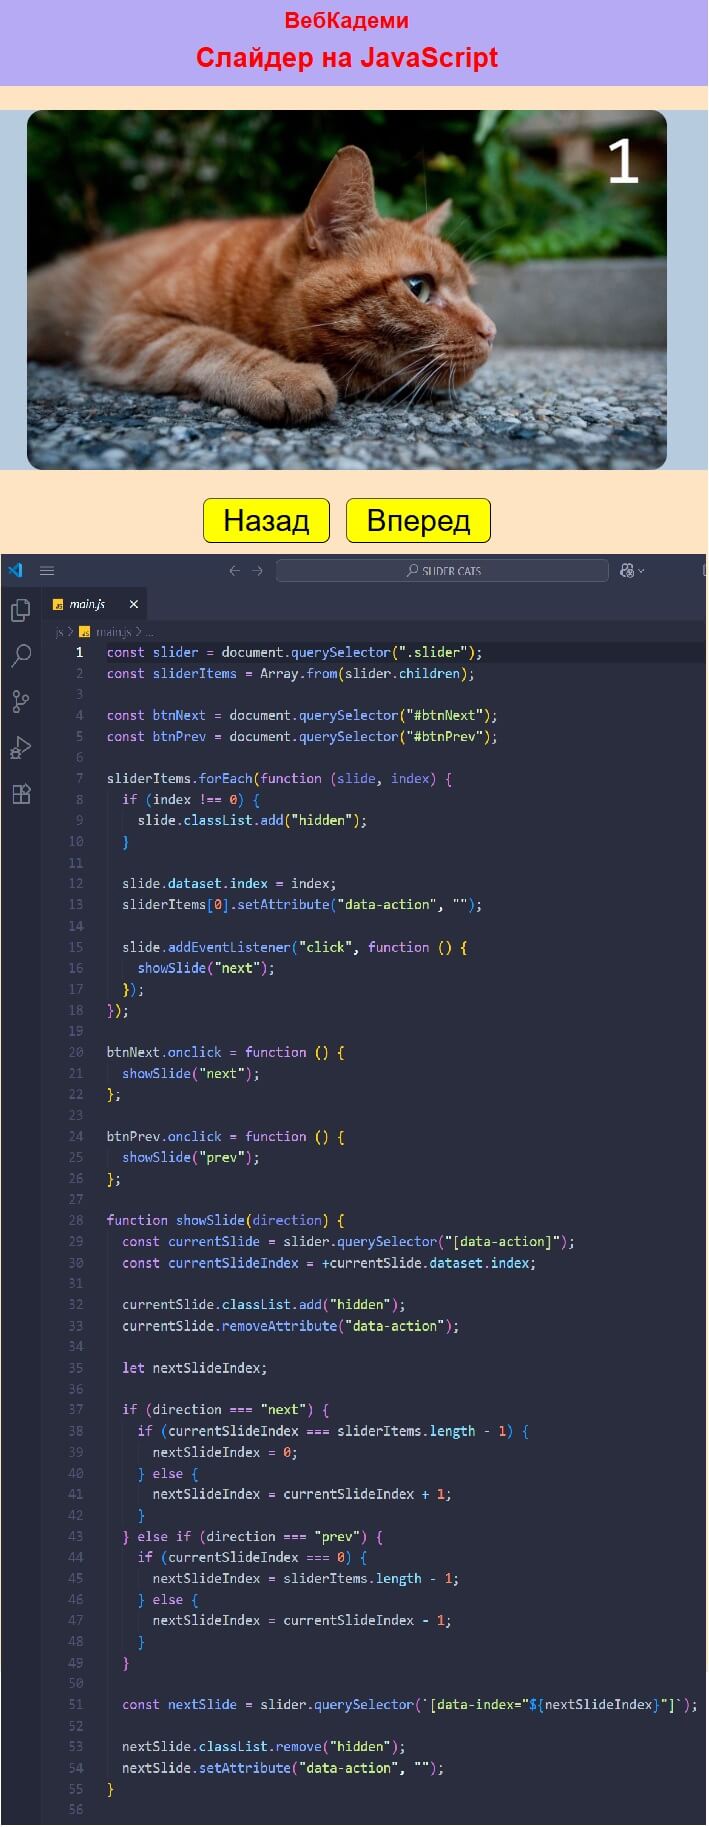 ВебКадеми
Слайдер на JavaScript
1
Назад Вперед
SLIDER CATS
main.js
js > main.js > ...
1 const slider = document.querySelector(".slider");
2 const sliderItems = Array.from(slider.children);
3
4 const btnNext = document.querySelector("#btnNext");
5 const btnPrev = document.querySelector("#btnPrev");
6
7 sliderItems.forEach(function (slide, index) {
8 if (index !== 0) {
9 slide.classList.add("hidden");
10 }
11
12 slide.dataset.index = index;
13 sliderItems[0].setAttribute("data-action", "");
14
15 slide.addEventListener("click", function () {
16 showSlide("next");
17 });
18 });
19
20 btnNext.onclick = function () {
21 showSlide("next");
22 };
23
24 btnPrev.onclick = function () {
25 showSlide("prev");
26 };
27
28 function showSlide(direction) {
29 const currentSlide = slider.querySelector("[data-action]");
30 const currentSlideIndex = +currentSlide.dataset.index;
31
32 currentSlide.classList.add("hidden");
33 currentSlide.removeAttribute("data-action");
34
35 let nextSlideIndex;
36
37 if (direction === "next") {
38 if (currentSlideIndex === sliderItems.length - 1) {
39 nextSlideIndex = 0;
40 } else {
41 nextSlideIndex = currentSlideIndex + 1;
42 }
43 } else if (direction === "prev") {
44 if (currentSlideIndex === 0) {
45 nextSlideIndex = sliderItems.length - 1;
46 } else {
47 nextSlideIndex = currentSlideIndex - 1;
48 }
49 }
50
51 const nextSlide = slider.querySelector(`[data-index="${nextSlideIndex}"]`);
52
53 nextSlide.classList.remove("hidden");
54 nextSlide.setAttribute("data-action", "");
55 }
56